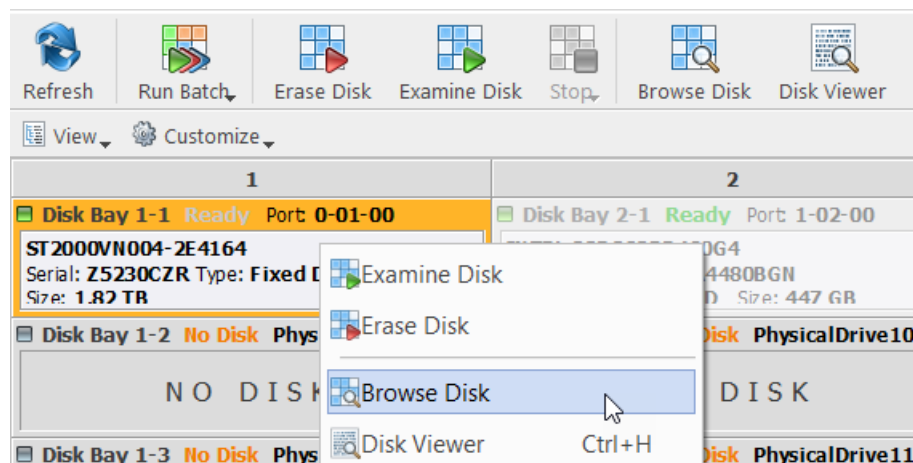 Refresh Run Batch Erase Disk Examine Disk Stop Browse Disk Disk Viewer
View Customize
1 2
Disk Bay 1-1 Ready Port: 0-01-00 Disk Bay 2-1 Ready Port: 1-02-00
ST2000VN004-2E4164 0G4
Serial: Z5230CZR Type: Fixed D 4480BGN
Size: 1.82 TB D Size: 447 GB
Examine Disk
Erase Disk
Disk Bay 1-2 No Disk Phys Disk PhysicalDrive10
NO DISK DISK
Browse Disk
Disk Viewer Ctrl+H
Disk Bay 1-3 No Disk Phys Disk PhysicalDrive11